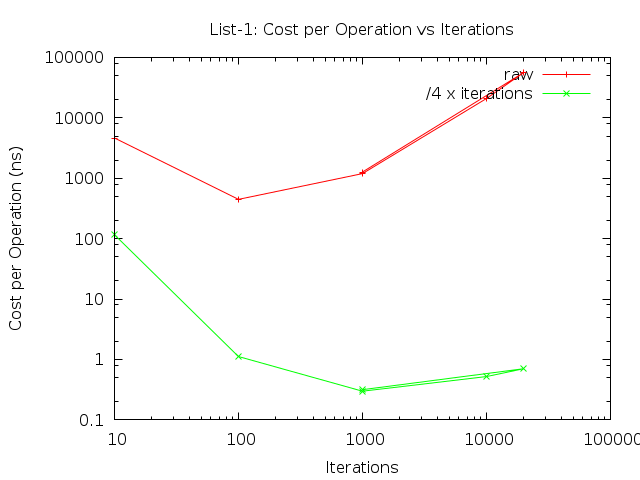 List-1: Cost per Operation vs Iterations
100000
10000
1000
100
10
1
0.1
Cost per Operation (ns)
raw
/4 x iterations
10 100 1000 10000 100000
Iterations